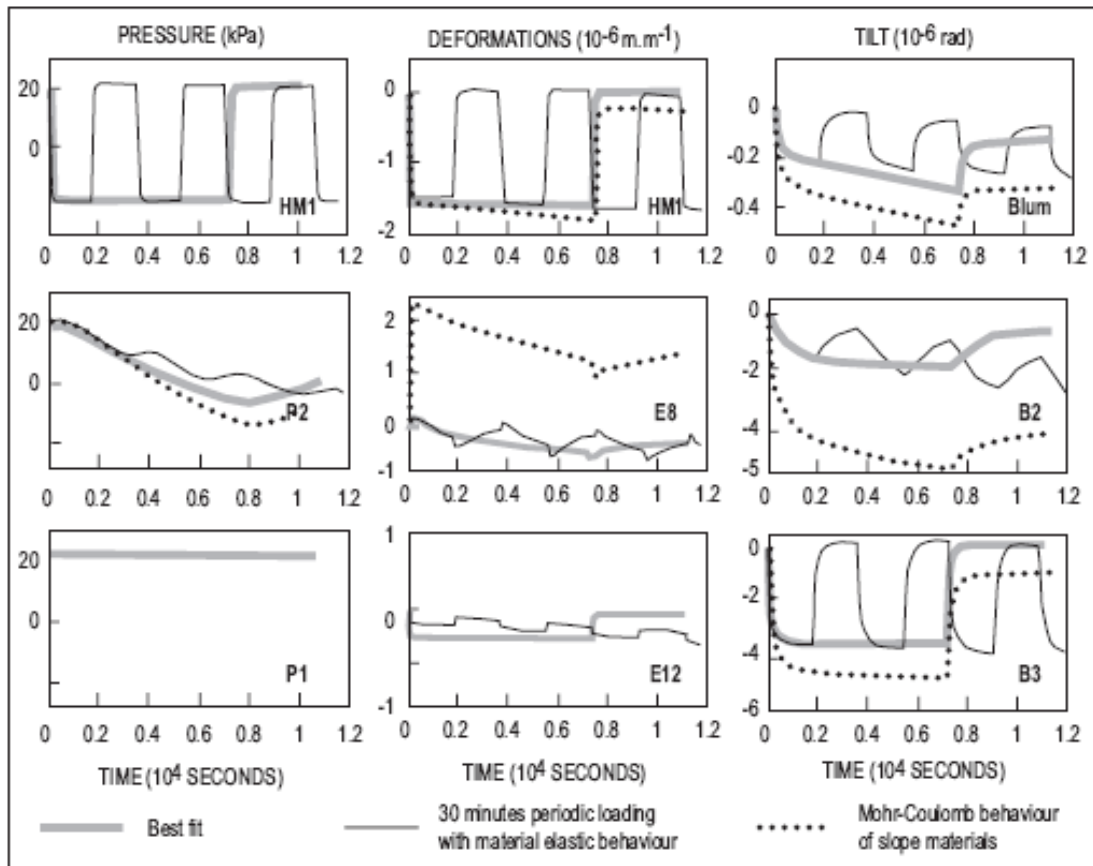 PRESSURE (kPa)
DEFORMATIONS (10-6 m.m-1)
TILT (10-6 rad)
20
0
HM1
0 0.2 0.4 0.6 0.8 1 1.2
0
-1
-2
HM1
0 0.2 0.4 0.6 0.8 1 1.2
0
-0.2
-0.4
Blum
0 0.2 0.4 0.6 0.8 1 1.2
20
0
P2
0 0.2 0.4 0.6 0.8 1 1.2
2
1
0
-1
E8
0 0.2 0.4 0.6 0.8 1 1.2
0
-2
-4
-5
B2
0 0.2 0.4 0.6 0.8 1 1.2
20
0
P1
0 0.2 0.4 0.6 0.8 1 1.2
1
0
-1
E12
0 0.2 0.4 0.6 0.8 1 1.2
0
-2
-4
-6
B3
0 0.2 0.4 0.6 0.8 1 1.2
TIME (104 SECONDS)
TIME (104 SECONDS)
TIME (104 SECONDS)
Best fit
30 minutes periodic loading
with material elastic behaviour
Mohr-Coulomb behaviour
of slope materials